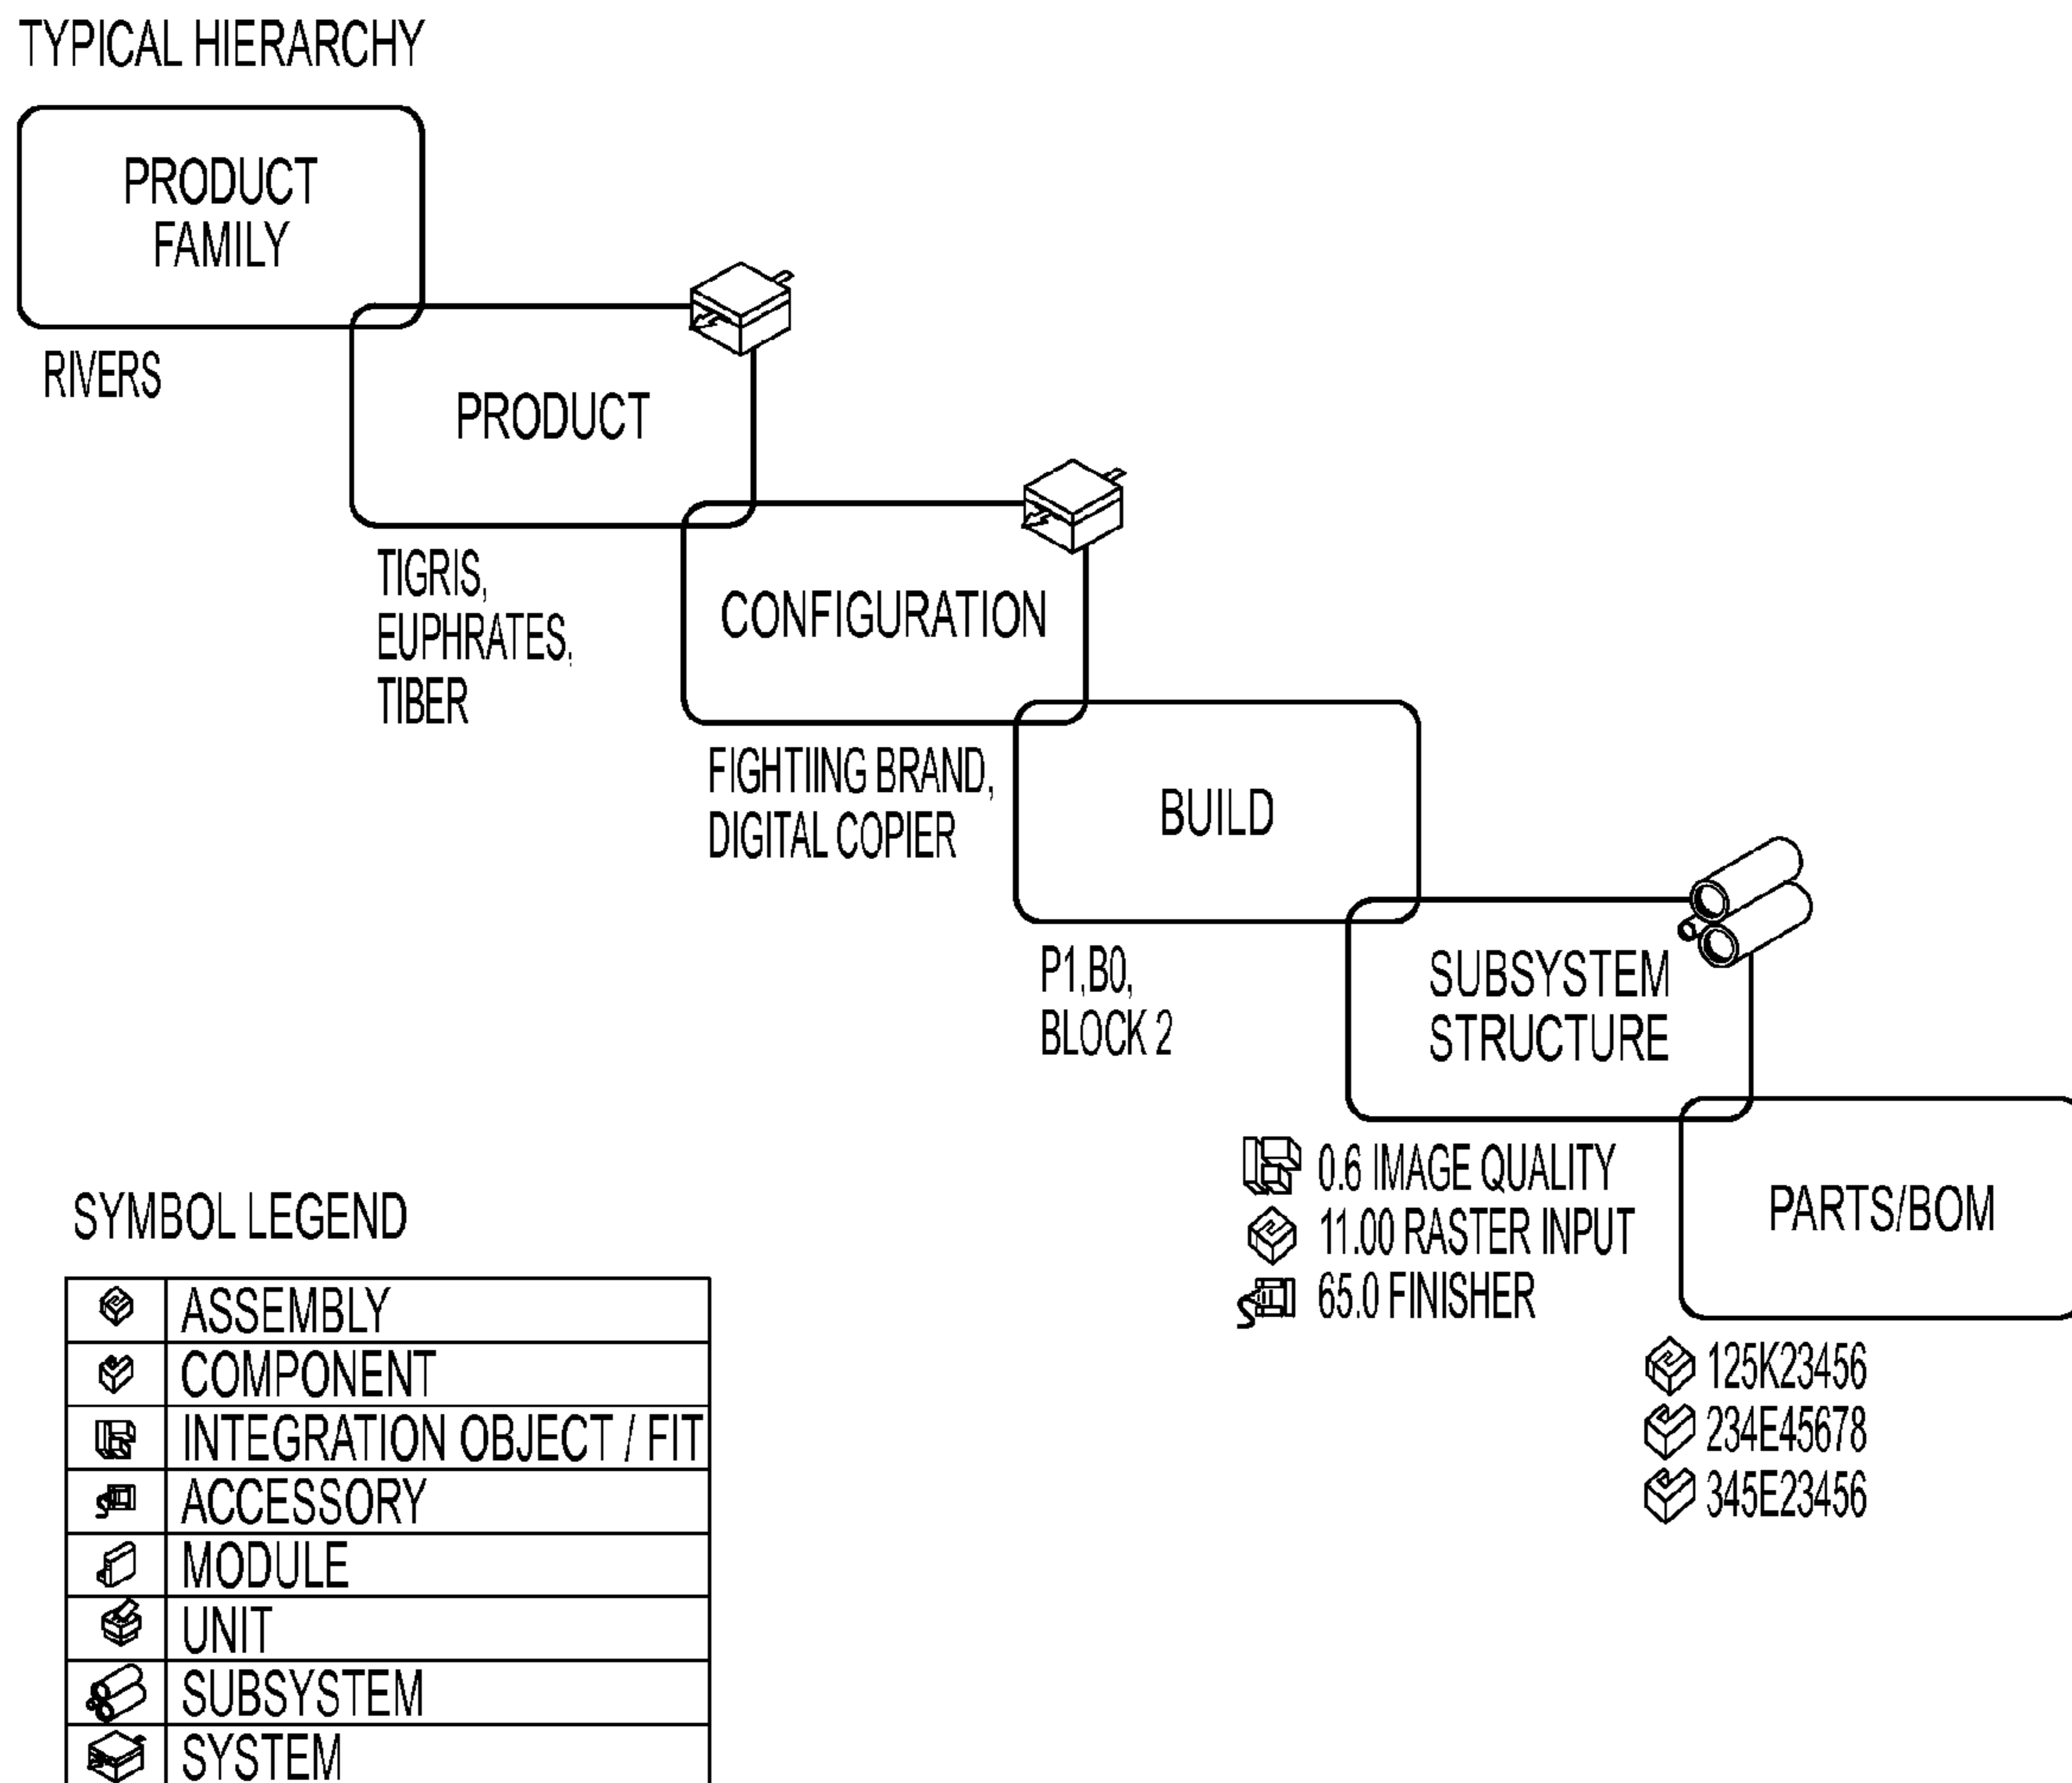 TYPICAL HIERARCHY
PRODUCT
FAMILY
RIVERS
PRODUCT
TIGRIS,
EUPHRATES,
TIBER
CONFIGURATION
FIGHTIING BRAND,
DIGITAL COPIER
BUILD
P1,B0,
BLOCK 2
SUBSYSTEM
STRUCTURE
0.6 IMAGE QUALITY
11.00 RASTER INPUT
65.0 FINISHER
PARTS/BOM
125K23456
234E45678
345E23456
SYMBOL LEGEND
ASSEMBLY
COMPONENT
INTEGRATION OBJECT / FIT
ACCESSORY
MODULE
UNIT
SUBSYSTEM
SYSTEM